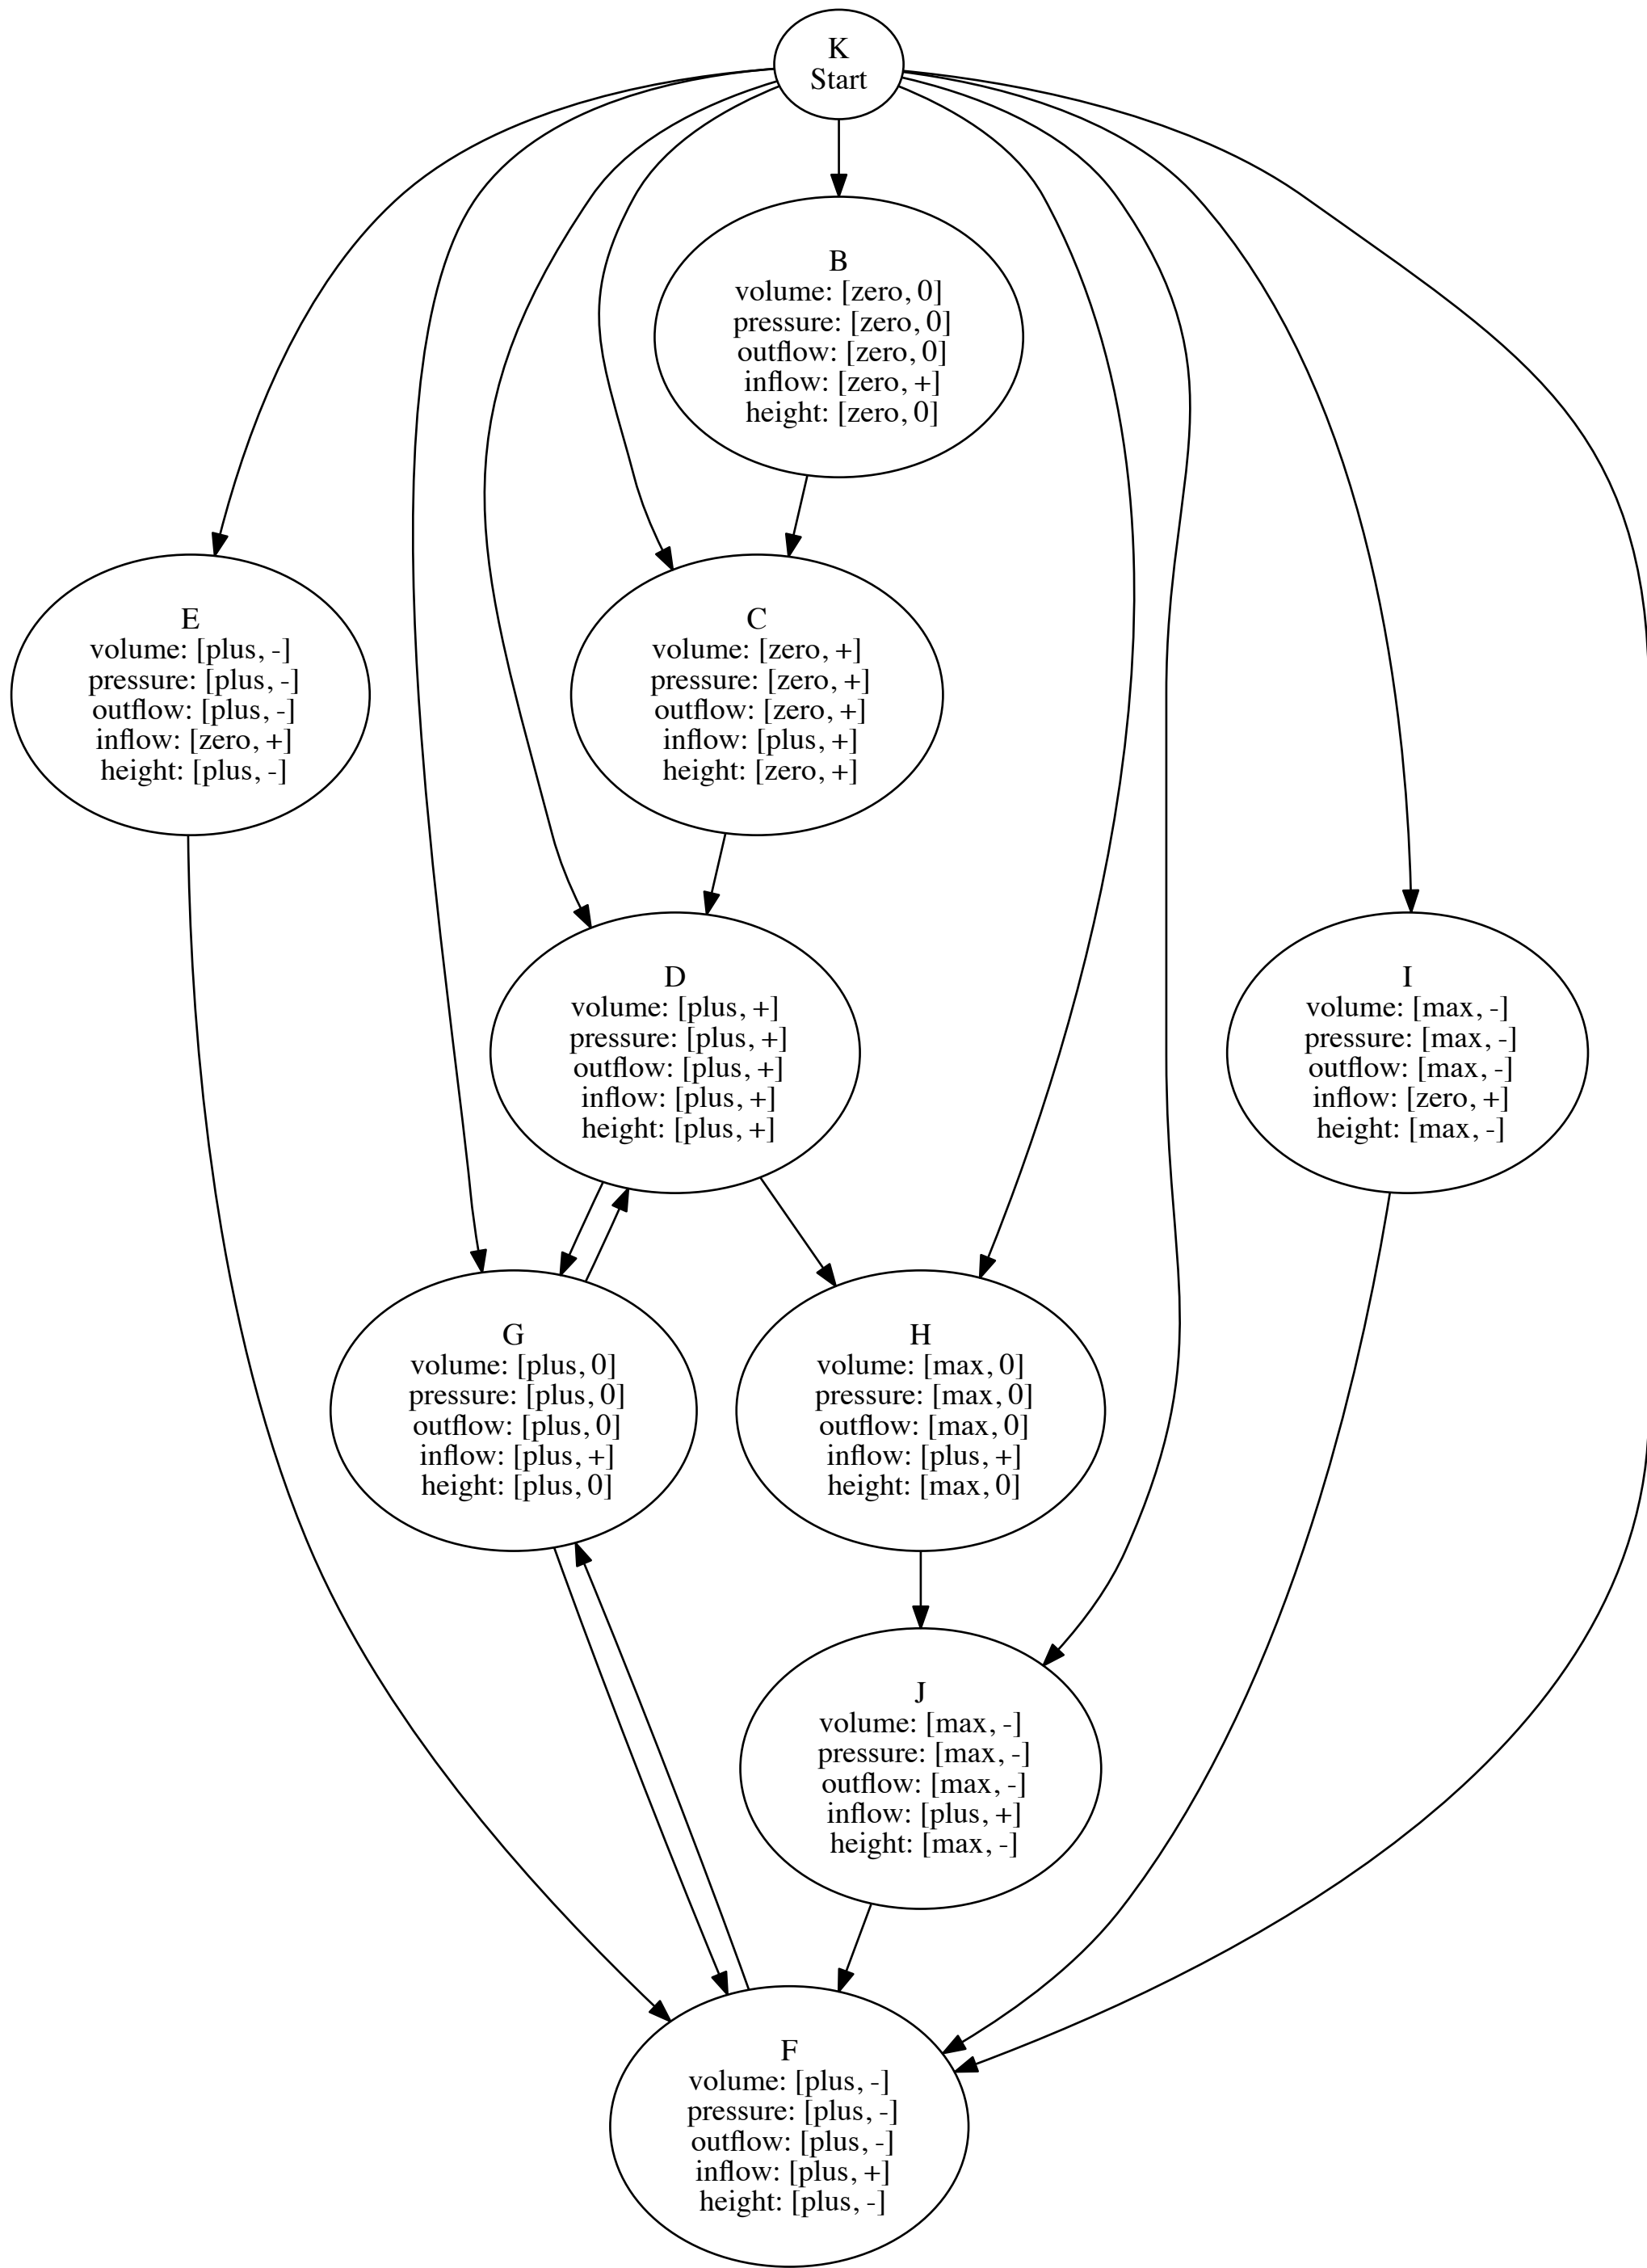 K
Start
B
volume: [zero, 0]
pressure: [zero, 0]
outflow: [zero, 0]
inflow: [zero, +]
height: [zero, 0]
E
volume: [plus, -]
pressure: [plus, -]
outflow: [plus, -]
inflow: [zero, +]
height: [plus, -]
C
volume: [zero, +]
pressure: [zero, +]
outflow: [zero, +]
inflow: [plus, +]
height: [zero, +]
D
volume: [plus, +]
pressure: [plus, +]
outflow: [plus, +]
inflow: [plus, +]
height: [plus, +]
I
volume: [max, -]
pressure: [max, -]
outflow: [max, -]
inflow: [zero, +]
height: [max, -]
G
volume: [plus, 0]
pressure: [plus, 0]
outflow: [plus, 0]
inflow: [plus, +]
height: [plus, 0]
H
volume: [max, 0]
pressure: [max, 0]
outflow: [max, 0]
inflow: [plus, +]
height: [max, 0]
J
volume: [max, -]
pressure: [max, -]
outflow: [max, -]
inflow: [plus, +]
height: [max, -]
F
volume: [plus, -]
pressure: [plus, -]
outflow: [plus, -]
inflow: [plus, +]
height: [plus, -]